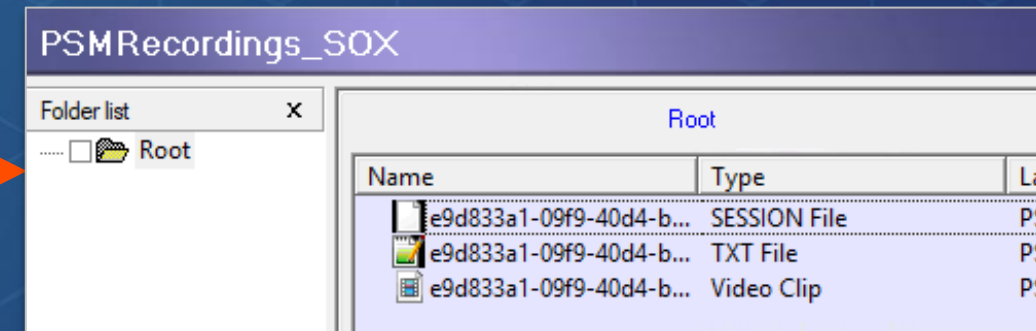 PSMRecordings_SOX
Folder list x
Root
Root
Name Type
e9d833a1-09f9-40d4-b... SESSION File
e9d833a1-09f9-40d4-b... TXT File
e9d833a1-09f9-40d4-b... Video Clip